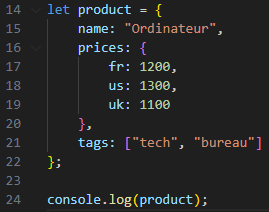 14 let product = {
15     name: "Ordinateur",
16     prices: {
17         fr: 1200,
18         us: 1300,
19         uk: 1100
20     },
21     tags: ["tech", "bureau"]
22 };
23
24 console.log(product);